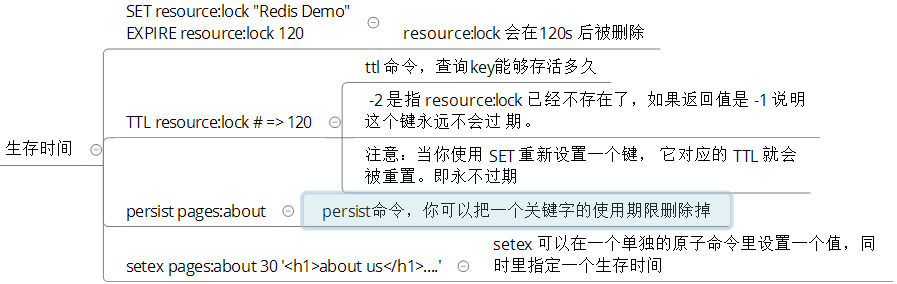 生存时间
SET resource:lock "Redis Demo"
EXPIRE resource:lock 120
resource:lock 会在120s 后被删除
TTL resource:lock # => 120
ttl 命令，查询key能够存活多久
-2 是指 resource:lock 已经不存在了，如果返回值是 -1 说明
这个键永远不会过 期。
注意：当你使用 SET 重新设置一个键， 它对应的 TTL 就会
被重置。即永不过期
persist pages:about
persist命令，你可以把一个关键字的使用期限删除掉
setex pages:about 30 '<h1>about us</h1>....'
setex 可以在一个单独的原子命令里设置一个值，同
时里指定一个生存时间